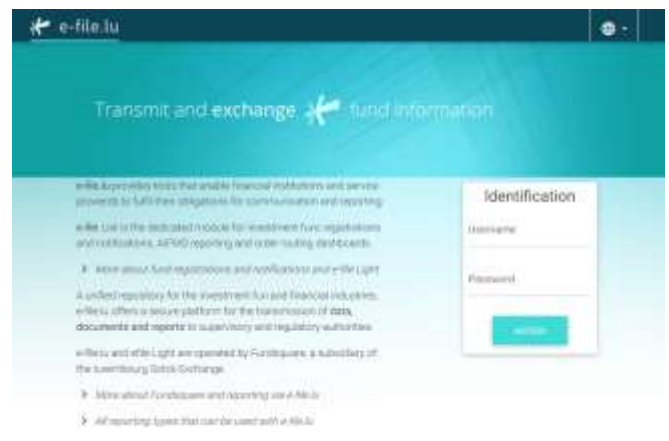 e-file.lu
Transmit and exchange fund information
e-file.lu provides tools that enable financial institutions and service
providers to fulfil their obligations for communication and reporting.
Identification
e-file is the dedicated module for investment fund registrations
Username
and notifications, AIFMD reporting and order routing dashboards.
More about fund registrations and notifications and e-file Light
Password
A unified repository for the investment fund and financial industries,
e-file.lu offers a secure platform for the transmission of data,
documents and reports to supervisory and regulatory authorities.
e-file.lu and e-file Light are operated by Fundsquare, a subsidiary of
the Luxembourg Stock Exchange.
More about Fundsquare and reporting via e-file.lu
All reporting types that can be used with e-file.lu